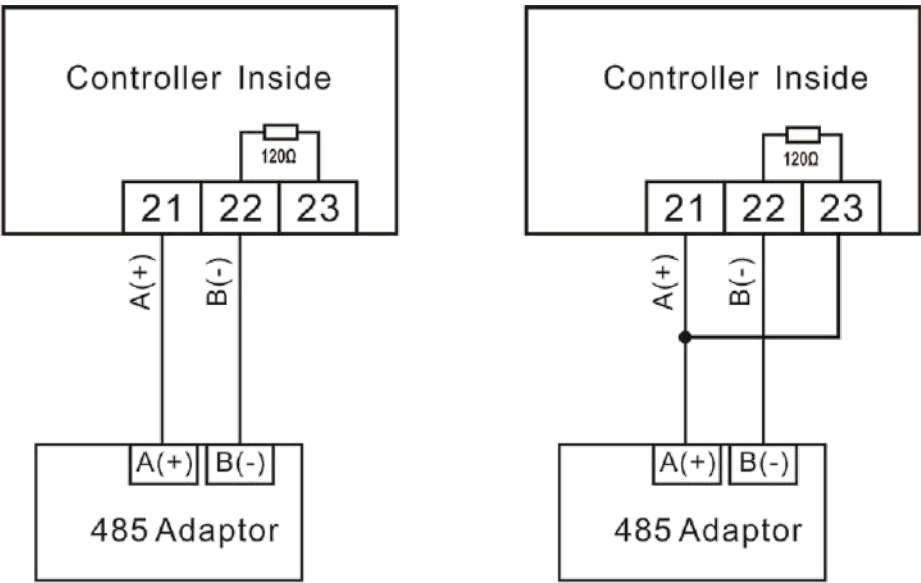 Controller Inside
120Ω
21 22 23
A(+) B(-)
A(+) B(-)
485 Adaptor
Controller Inside
120Ω
21 22 23
A(+) B(-)
A(+) B(-)
485 Adaptor